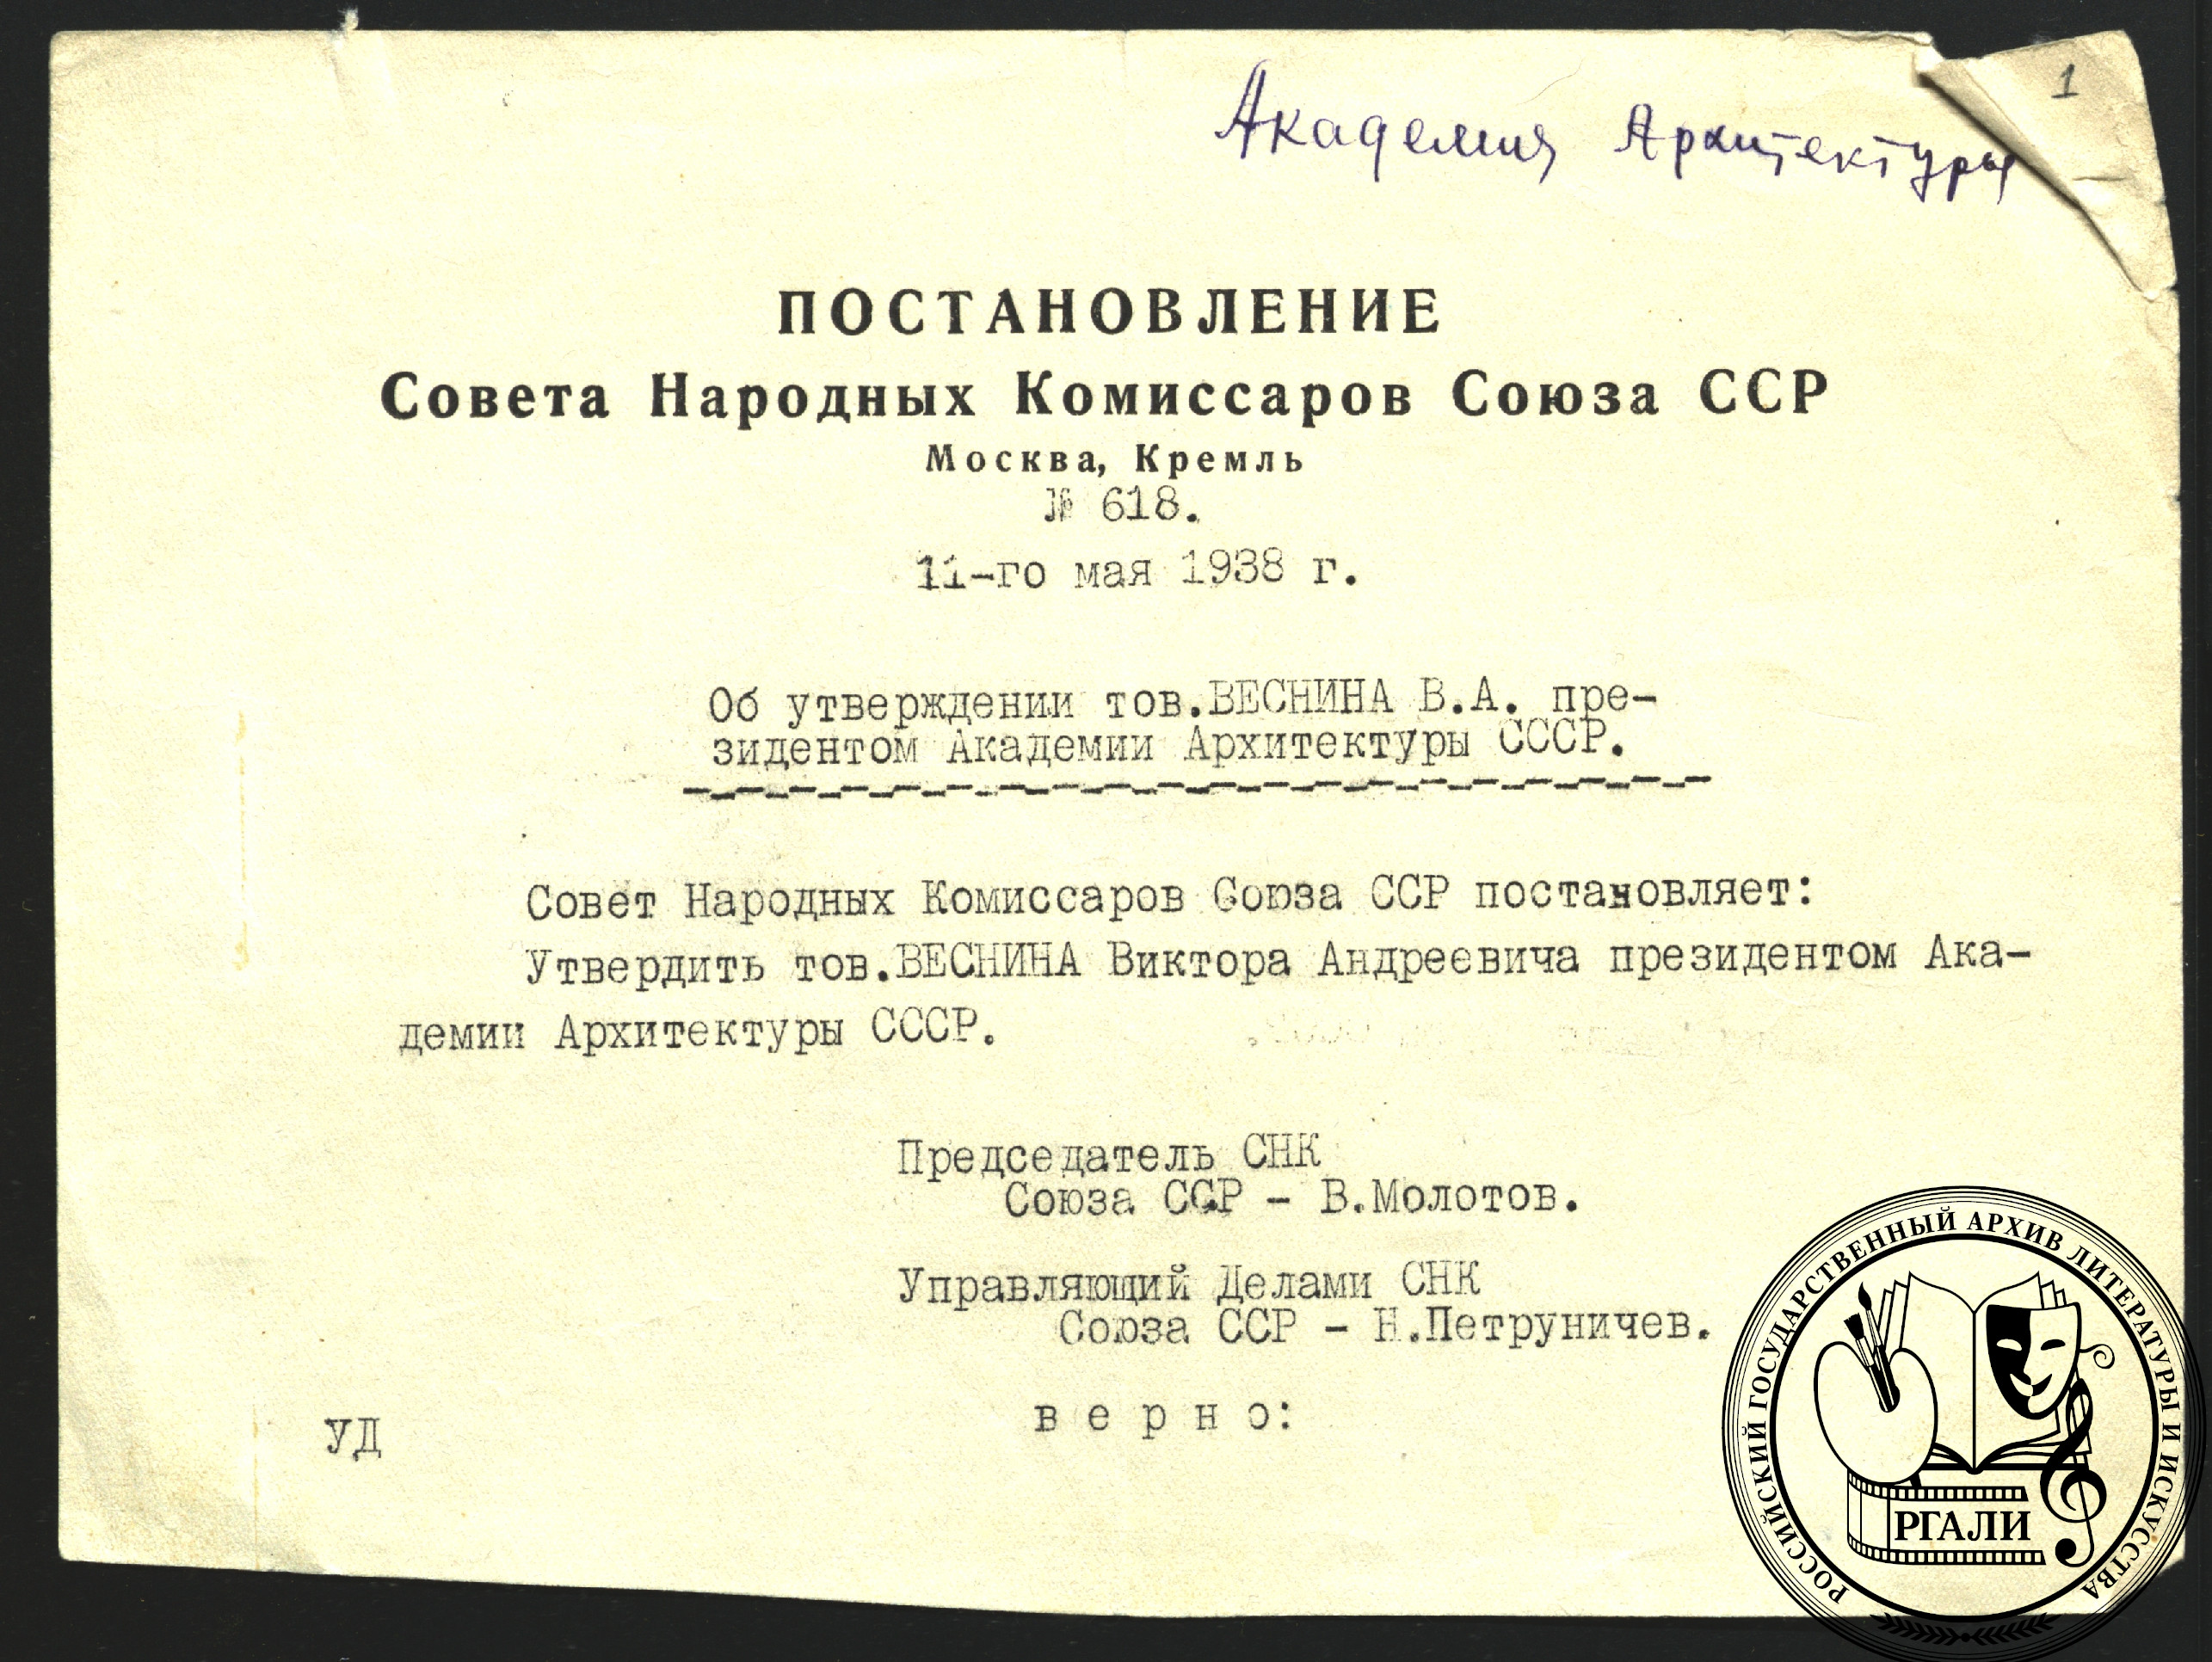 1
Академия Архитектуры
ПОСТАНОВЛЕНИЕ
Совета Народных Комиссаров Союза ССР
Москва, Кремль
№ 618.
11-го мая 1938 г.
Об утверждении тов.ВЕСНИНА В.А. пре-
зидентом Академии Архитектуры СССР.
Совет Народных Комиссаров Союза ССР постановляет:
Утвердить тов.ВЕСНИНА Виктора Андреевича президентом Ака-
демии Архитектуры СССР.
Председатель СНК
Союза ССР - В.Молотов.
Управляющий Делами СНК
Союза ССР - Н.Петруничев.
верно:
УД
РОССИЙСКИЙ ГОСУДАРСТВЕННЫЙ АРХИВ ЛИТЕРАТУРЫ И ИСКУССТВА
РГАЛИ